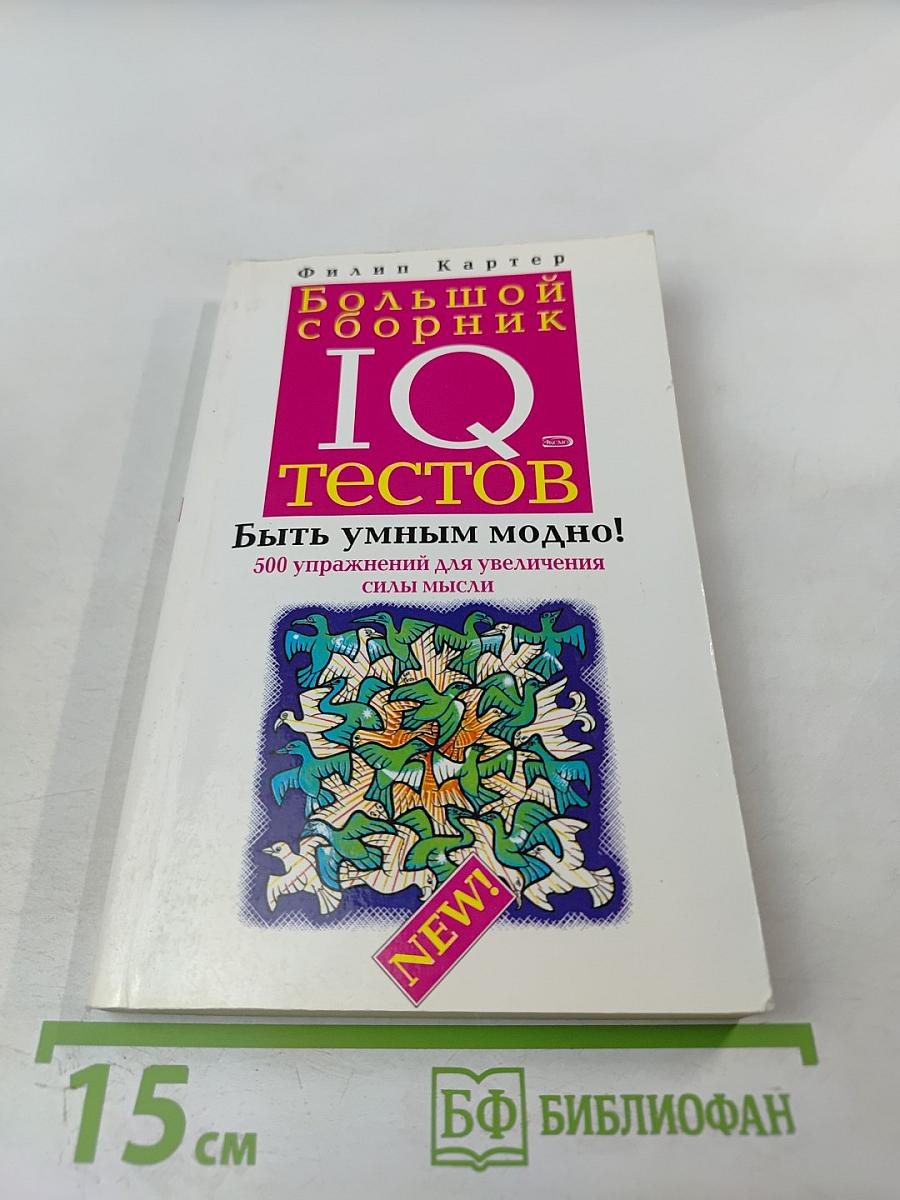 Филип Картер
Большой
сборник
IQ
ЭКСМО
тестов
Быть умным модно!
500 упражнений для увеличения
силы мысли
NEW!
15 см
БФ БИБЛИОФАН